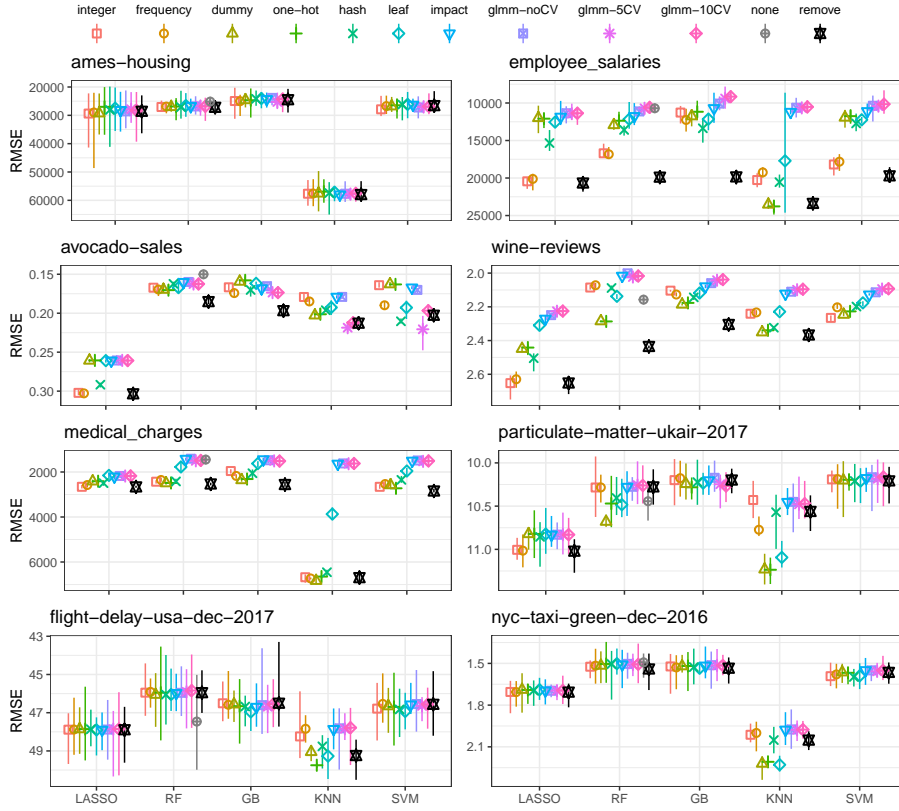 integer frequency dummy one−hot hash leaf impact glmm−noCV glmm−5CV glmm−10CV none remove
ames−housing
employee_salaries
RMSE
20000
30000
50000
60000
10000
15000
20000
25000
avocado−sales
wine−reviews
RMSE
0.15
0.20
0.25
0.30
2.0
2.2
2.4
2.6
medical_charges
particulate−matter−ukair−2017
RMSE
2000
4000
6000
10.0
10.5
11.0
flight−delay−usa−dec−2017
nyc−taxi−green−dec−2016
RMSE
43
45
47
49
1.5
1.8
2.1
LASSO RF GB KNN SVM
LASSO RF GB KNN SVM